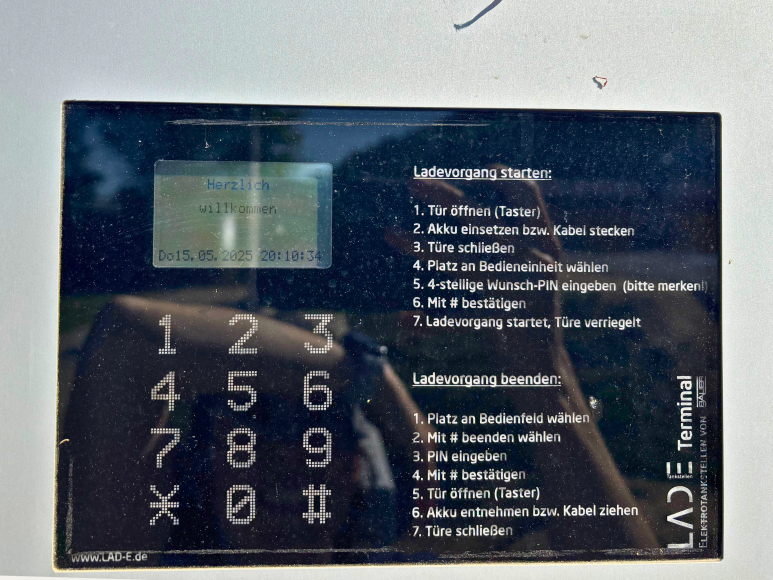 Herzlich
willkommen
Do15.05.2025 20:10:34
1 2 3
4 5 6
7 8 9
* 0 #
www.LAD-E.de
Ladevorgang starten:
1. Tür öffnen (Taster)
2. Akku einsetzen bzw. Kabel stecken
3. Türe schließen
4. Platz an Bedieneinheit wählen
5. 4-stellige Wunsch-PIN eingeben (bitte merken!)
6. Mit # bestätigen
7. Ladevorgang startet, Türe verriegelt
Ladevorgang beenden:
1. Platz an Bedienfeld wählen
2. Mit # beenden wählen
3. PIN eingeben
4. Mit # bestätigen
5. Tür öffnen (Taster)
6. Akku entnehmen bzw. Kabel ziehen
7. Türe schließen
LADE Terminal
Tankstellen
ELEKTROTANKSTELLEN VON BAUER